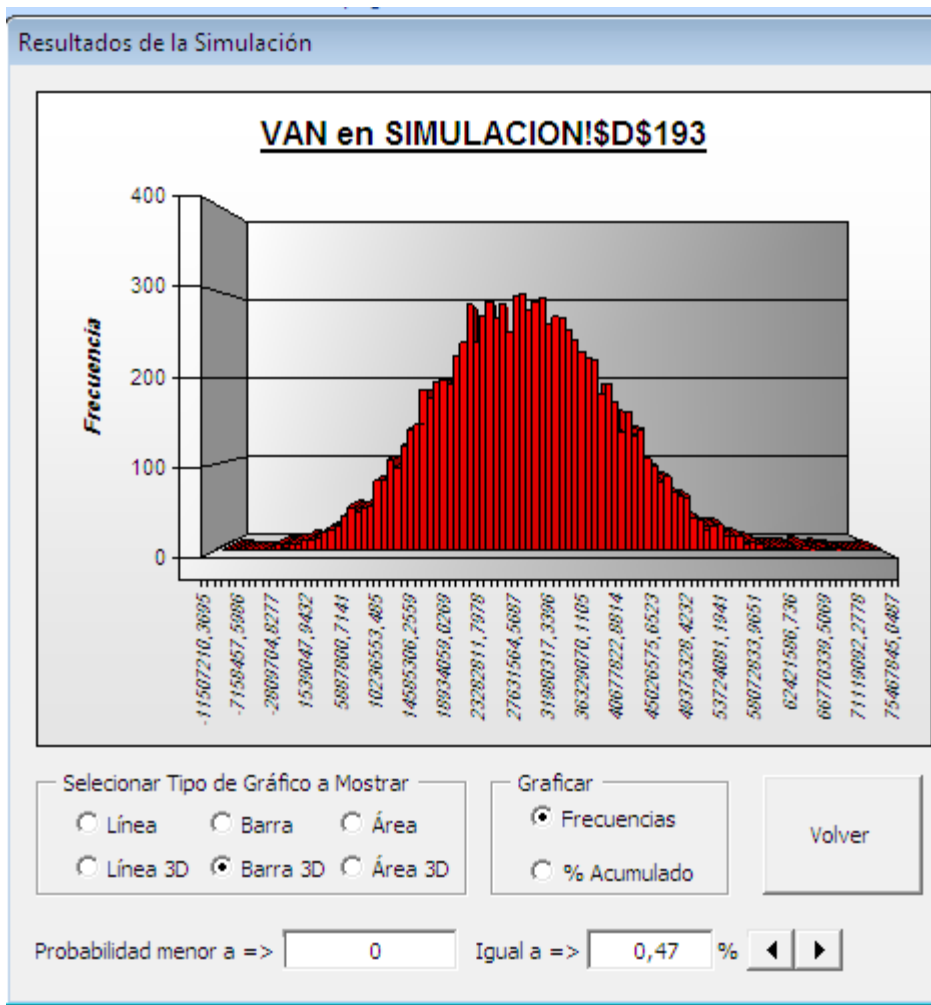 Resultados de la Simulación
VAN en SIMULACION!$D$193
400
300
200
100
0
Frecuencia
-11507210,3695
-7158457,5986
-2809704,8277
1539047,9432
5887800,7141
10236553,485
14585306,2559
18934059,0269
23282811,7978
27631564,5687
31980317,3396
36329070,1105
40677822,8814
45026575,6523
49375328,4232
53724081,1941
58072833,9651
62421586,736
66770339,5069
71119092,2778
75467845,0487
Selecionar Tipo de Gráfico a Mostrar
Línea Barra Área
Línea 3D Barra 3D Área 3D
Graficar
Frecuencias
% Acumulado
Volver
Probabilidad menor a => 0 Igual a => 0,47 %